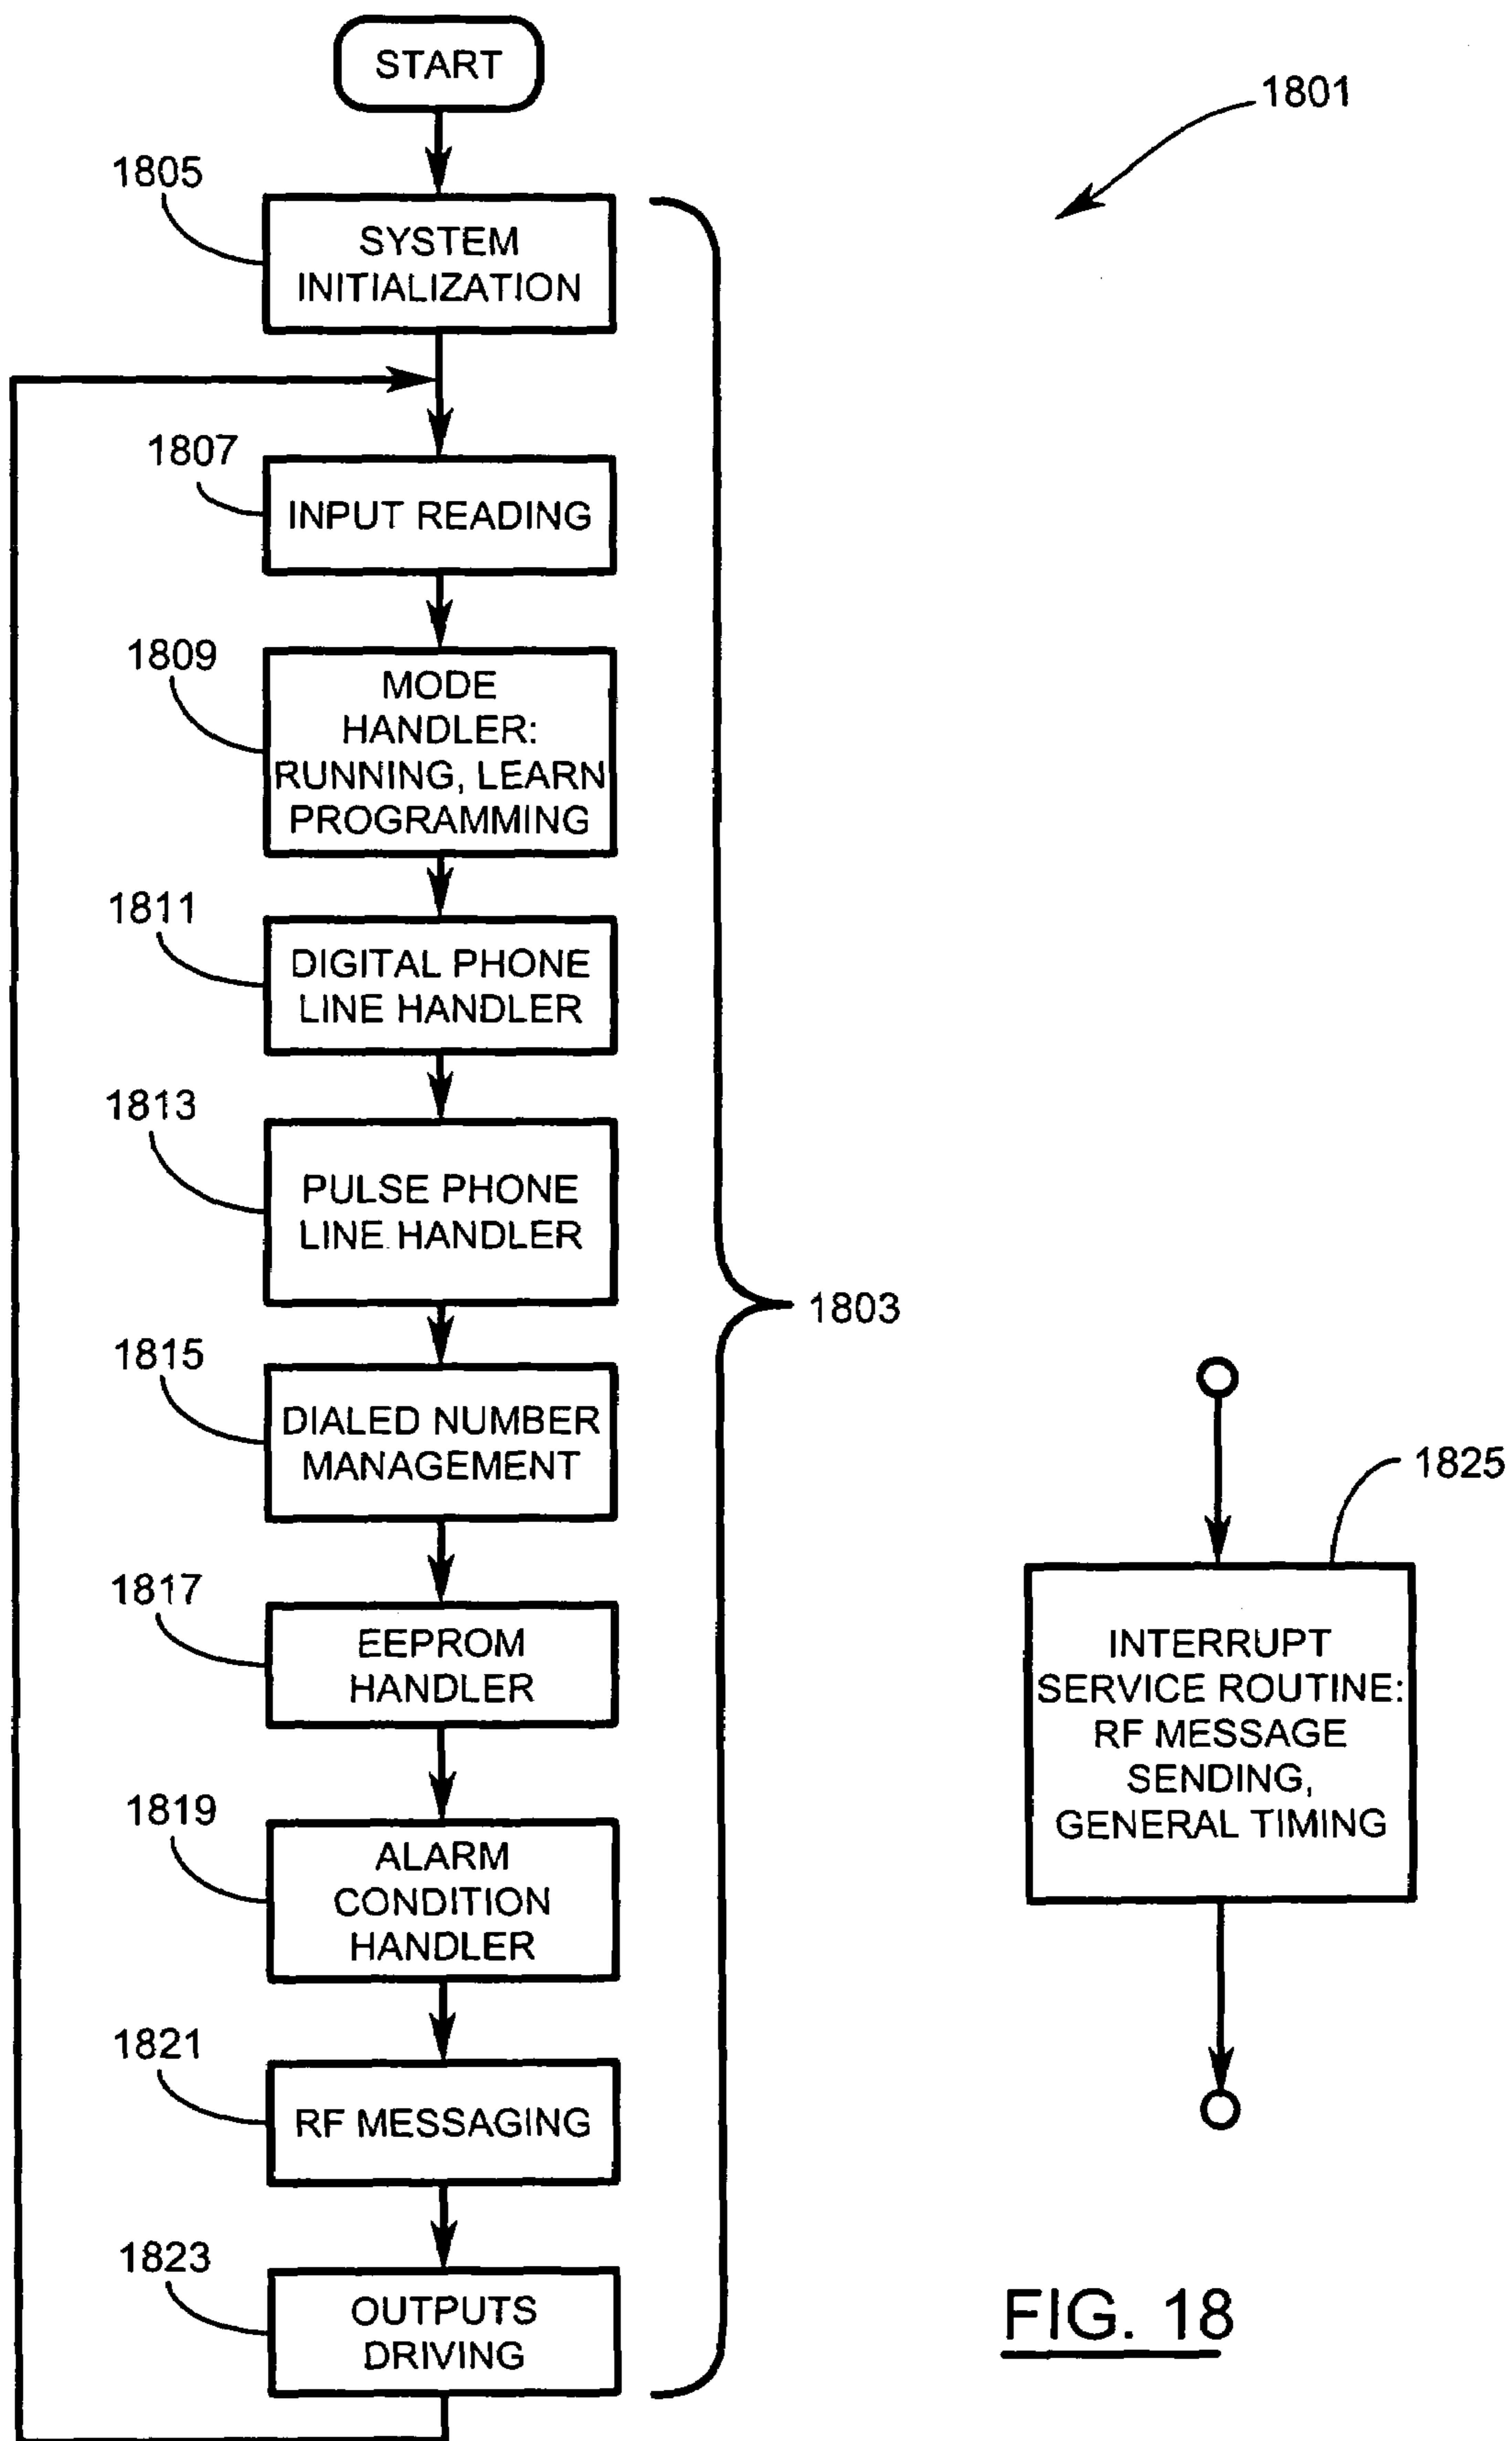 START
1801
1805
SYSTEM
INITIALIZATION
1807
INPUT READING
1809
MODE
HANDLER:
RUNNING, LEARN
PROGRAMMING
1811
DIGITAL PHONE
LINE HANDLER
1813
PULSE PHONE
LINE HANDLER
1803
1815
DIALED NUMBER
MANAGEMENT
1817
EEPROM
HANDLER
1819
ALARM
CONDITION
HANDLER
1821
RF MESSAGING
1823
OUTPUTS
DRIVING
1825
INTERRUPT
SERVICE ROUTINE:
RF MESSAGE
SENDING,
GENERAL TIMING
FIG. 18